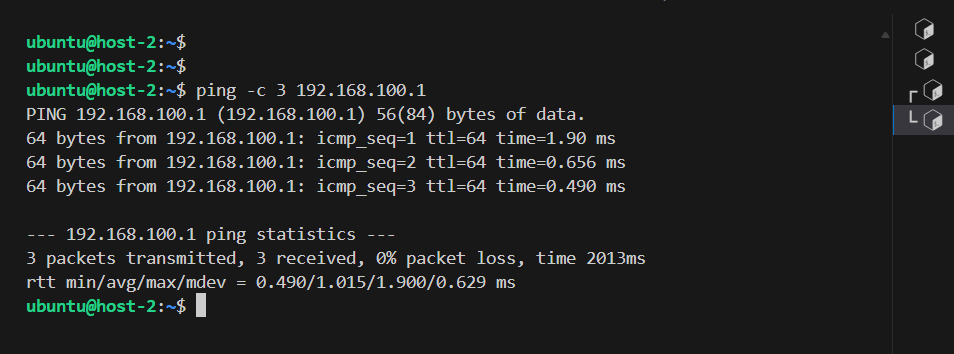 ubuntu@host-2:~$
ubuntu@host-2:~$
ubuntu@host-2:~$ ping -c 3 192.168.100.1
PING 192.168.100.1 (192.168.100.1) 56(84) bytes of data.
64 bytes from 192.168.100.1: icmp_seq=1 ttl=64 time=1.90 ms
64 bytes from 192.168.100.1: icmp_seq=2 ttl=64 time=0.656 ms
64 bytes from 192.168.100.1: icmp_seq=3 ttl=64 time=0.490 ms
--- 192.168.100.1 ping statistics ---
3 packets transmitted, 3 received, 0% packet loss, time 2013ms
rtt min/avg/max/mdev = 0.490/1.015/1.900/0.629 ms
ubuntu@host-2:~$